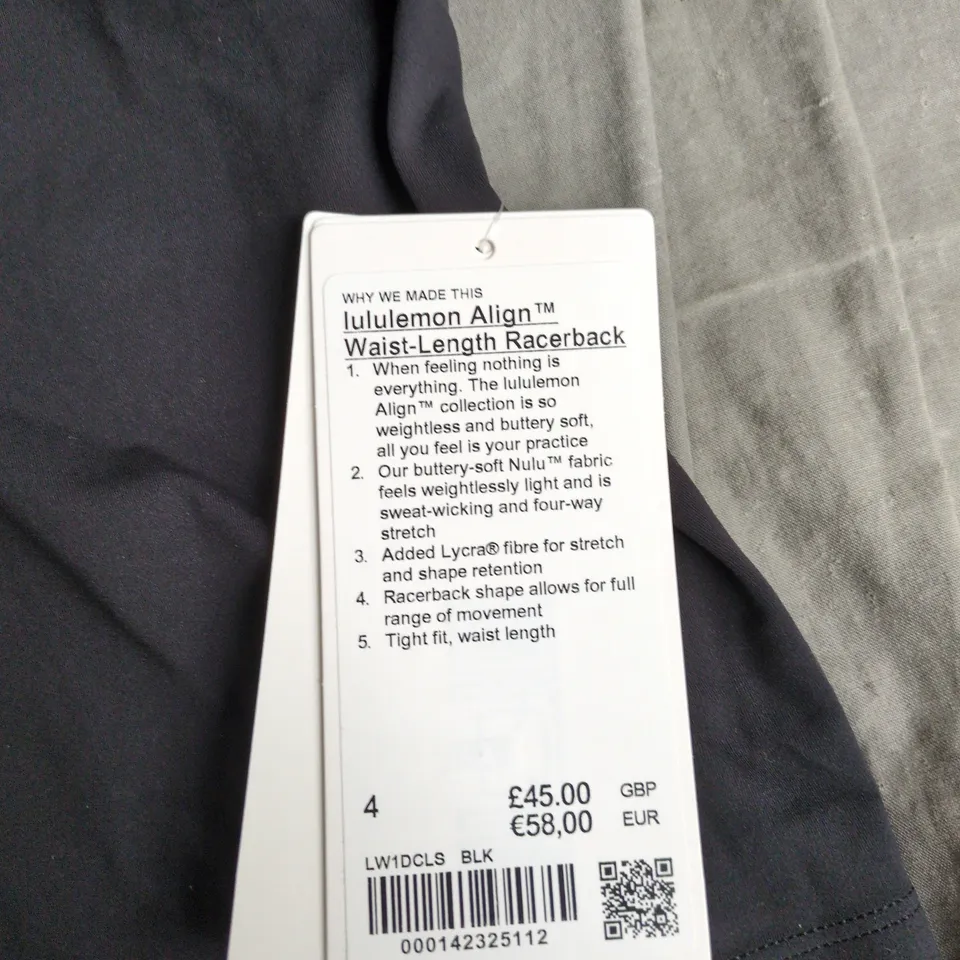 WHY WE MADE THIS
lululemon Align™
Waist-Length Racerback
1. When feeling nothing is
everything. The lululemon
Align™ collection is so
weightless and buttery soft,
all you feel is your practice
2. Our buttery-soft Nulu™ fabric
feels weightlessly light and is
sweat-wicking and four-way
stretch
3. Added Lycra® fibre for stretch
and shape retention
4. Racerback shape allows for full
range of movement
5. Tight fit, waist length
4 £45.00 GBP
€58,00 EUR
LW1DCLS BLK
000142325112